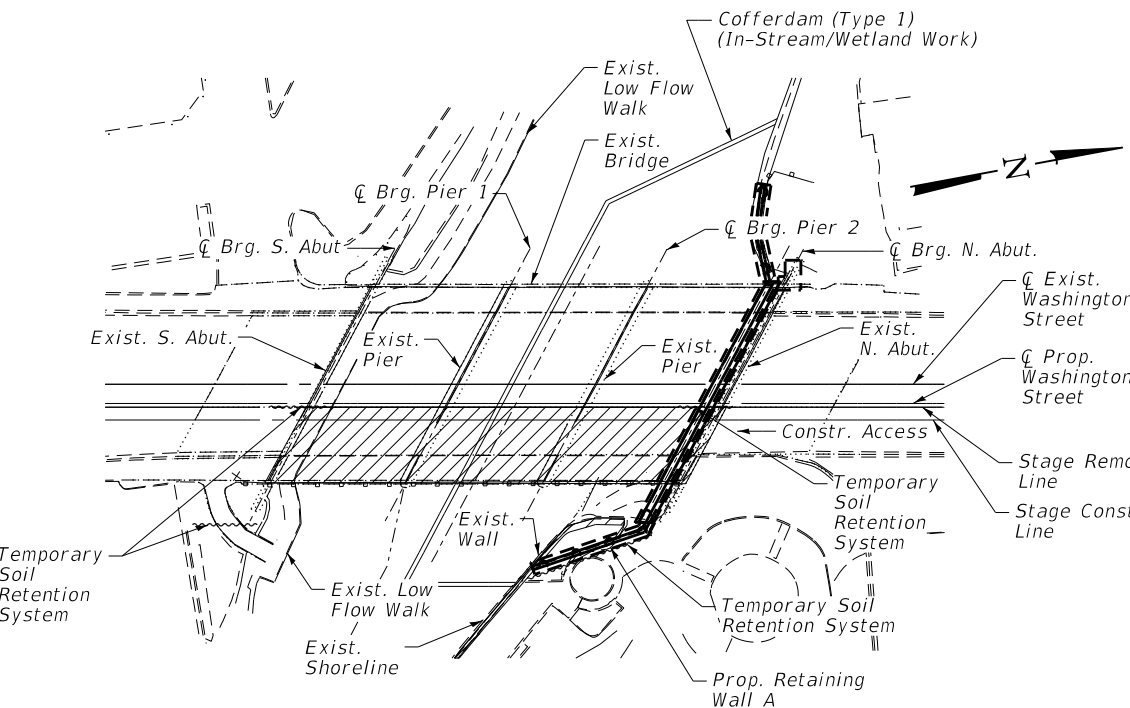 Cofferdam (Type 1)
(In-Stream/Wetland Work)
Exist.
Low Flow
Walk
Exist.
Bridge
N
℄ Brg. Pier 1
℄ Brg. Pier 2
℄ Brg. S. Abut
℄ Brg. N. Abut.
℄ Exist.
Washington
Street
Exist. S. Abut.
Exist.
Pier
Exist.
Pier
Exist.
N. Abut.
℄ Prop.
Washington
Street
Constr. Access
Stage Remo
Line
Stage Const
Line
Temporary
Soil
Retention
System
Exist.
Wall
Temporary
Soil
Retention
System
Exist. Low
Flow Walk
Temporary Soil
Retention System
Exist.
Shoreline
Prop. Retaining
Wall A